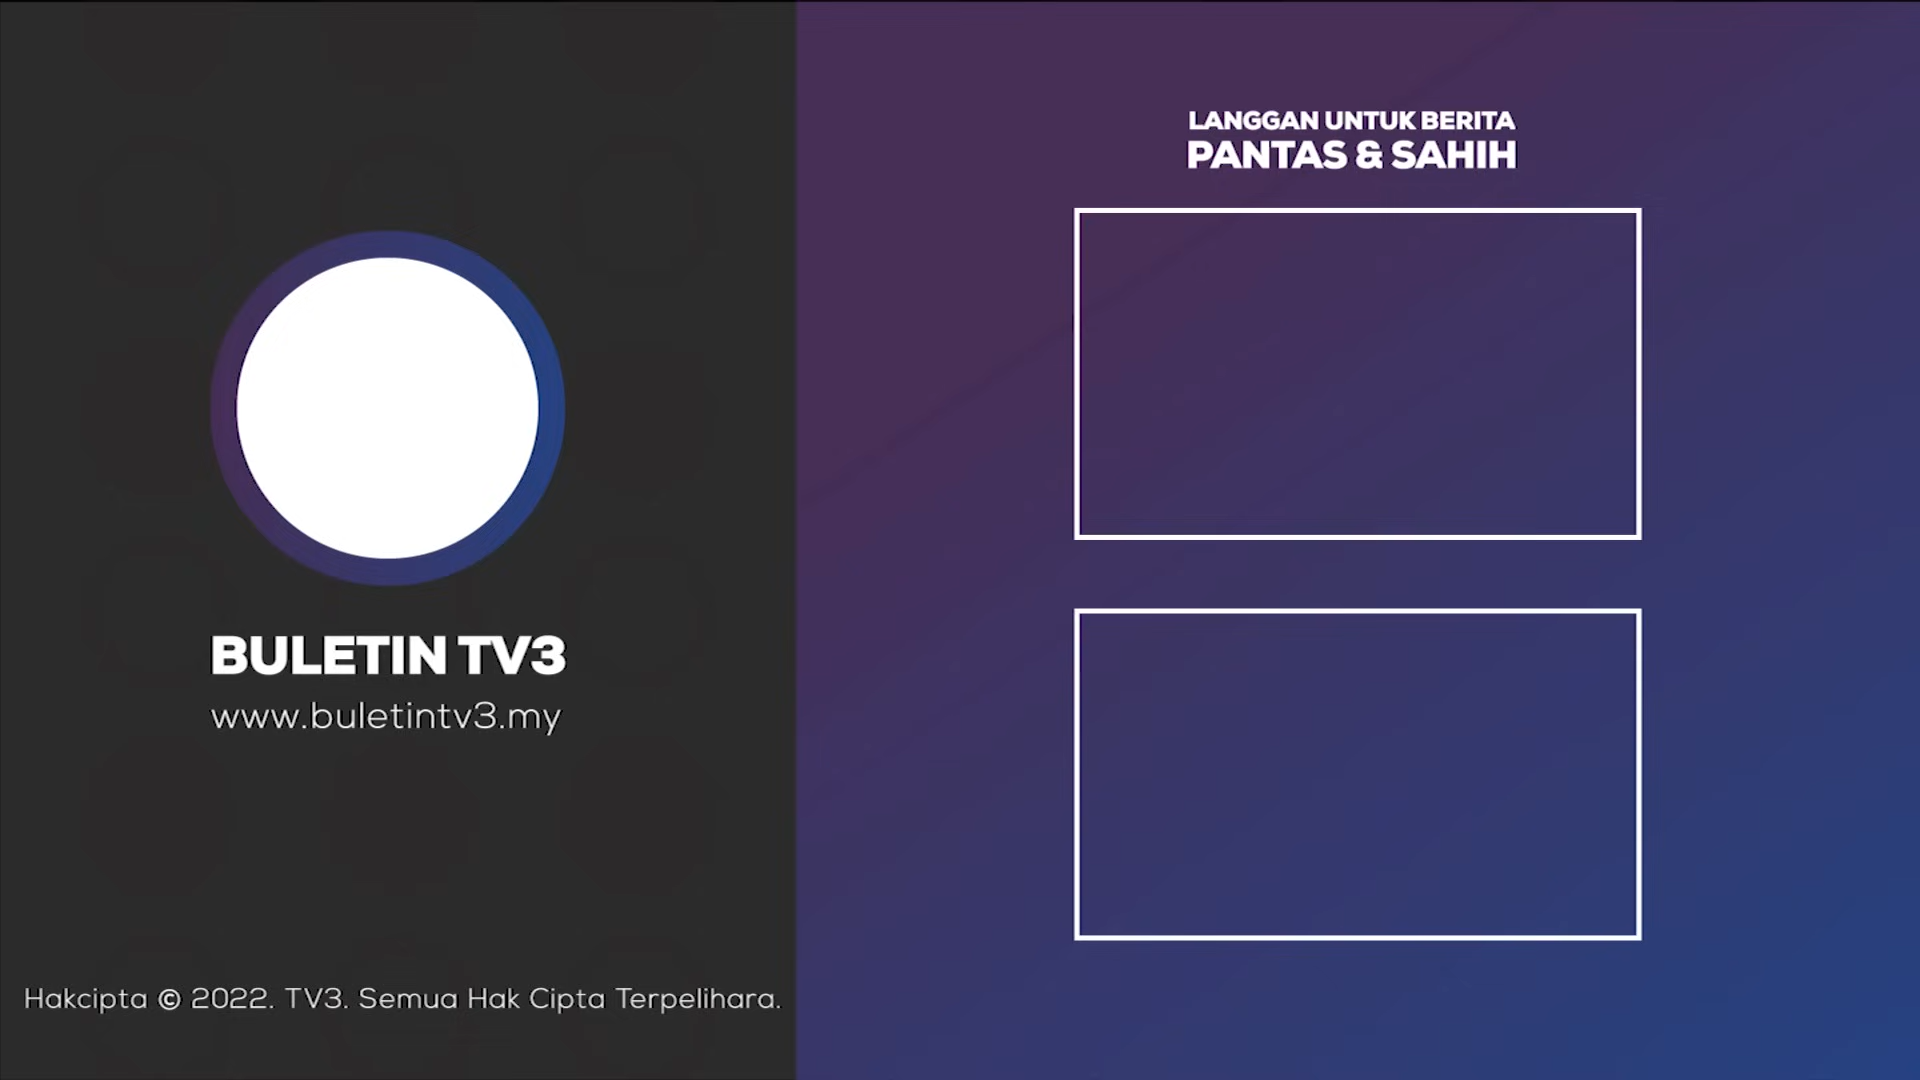 LANGGAN UNTUK BERITA
PANTAS & SAHIH
BULETIN TV3
www.buletintv3.my
Hakcipta © 2022. TV3. Semua Hak Cipta Terpelihara.